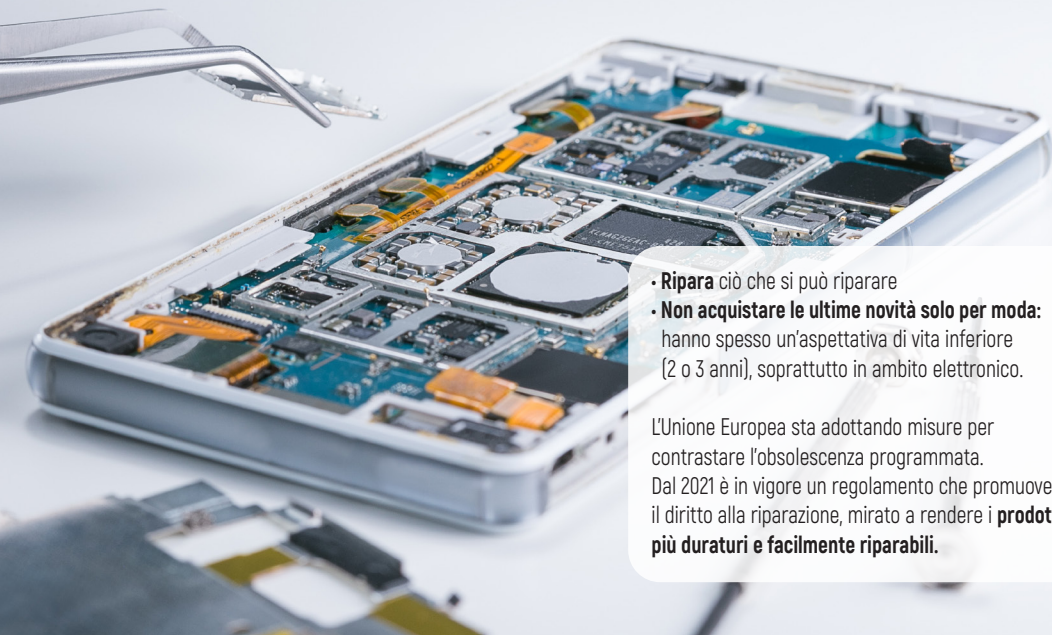 • Ripara ciò che si può riparare
• Non acquistare le ultime novità solo per moda:
hanno spesso un'aspettativa di vita inferiore
(2 o 3 anni), soprattutto in ambito elettronico.
L'Unione Europea sta adottando misure per
contrastare l'obsolescenza programmata.
Dal 2021 è in vigore un regolamento che promuove
il diritto alla riparazione, mirato a rendere i prodot
più duraturi e facilmente riparabili.